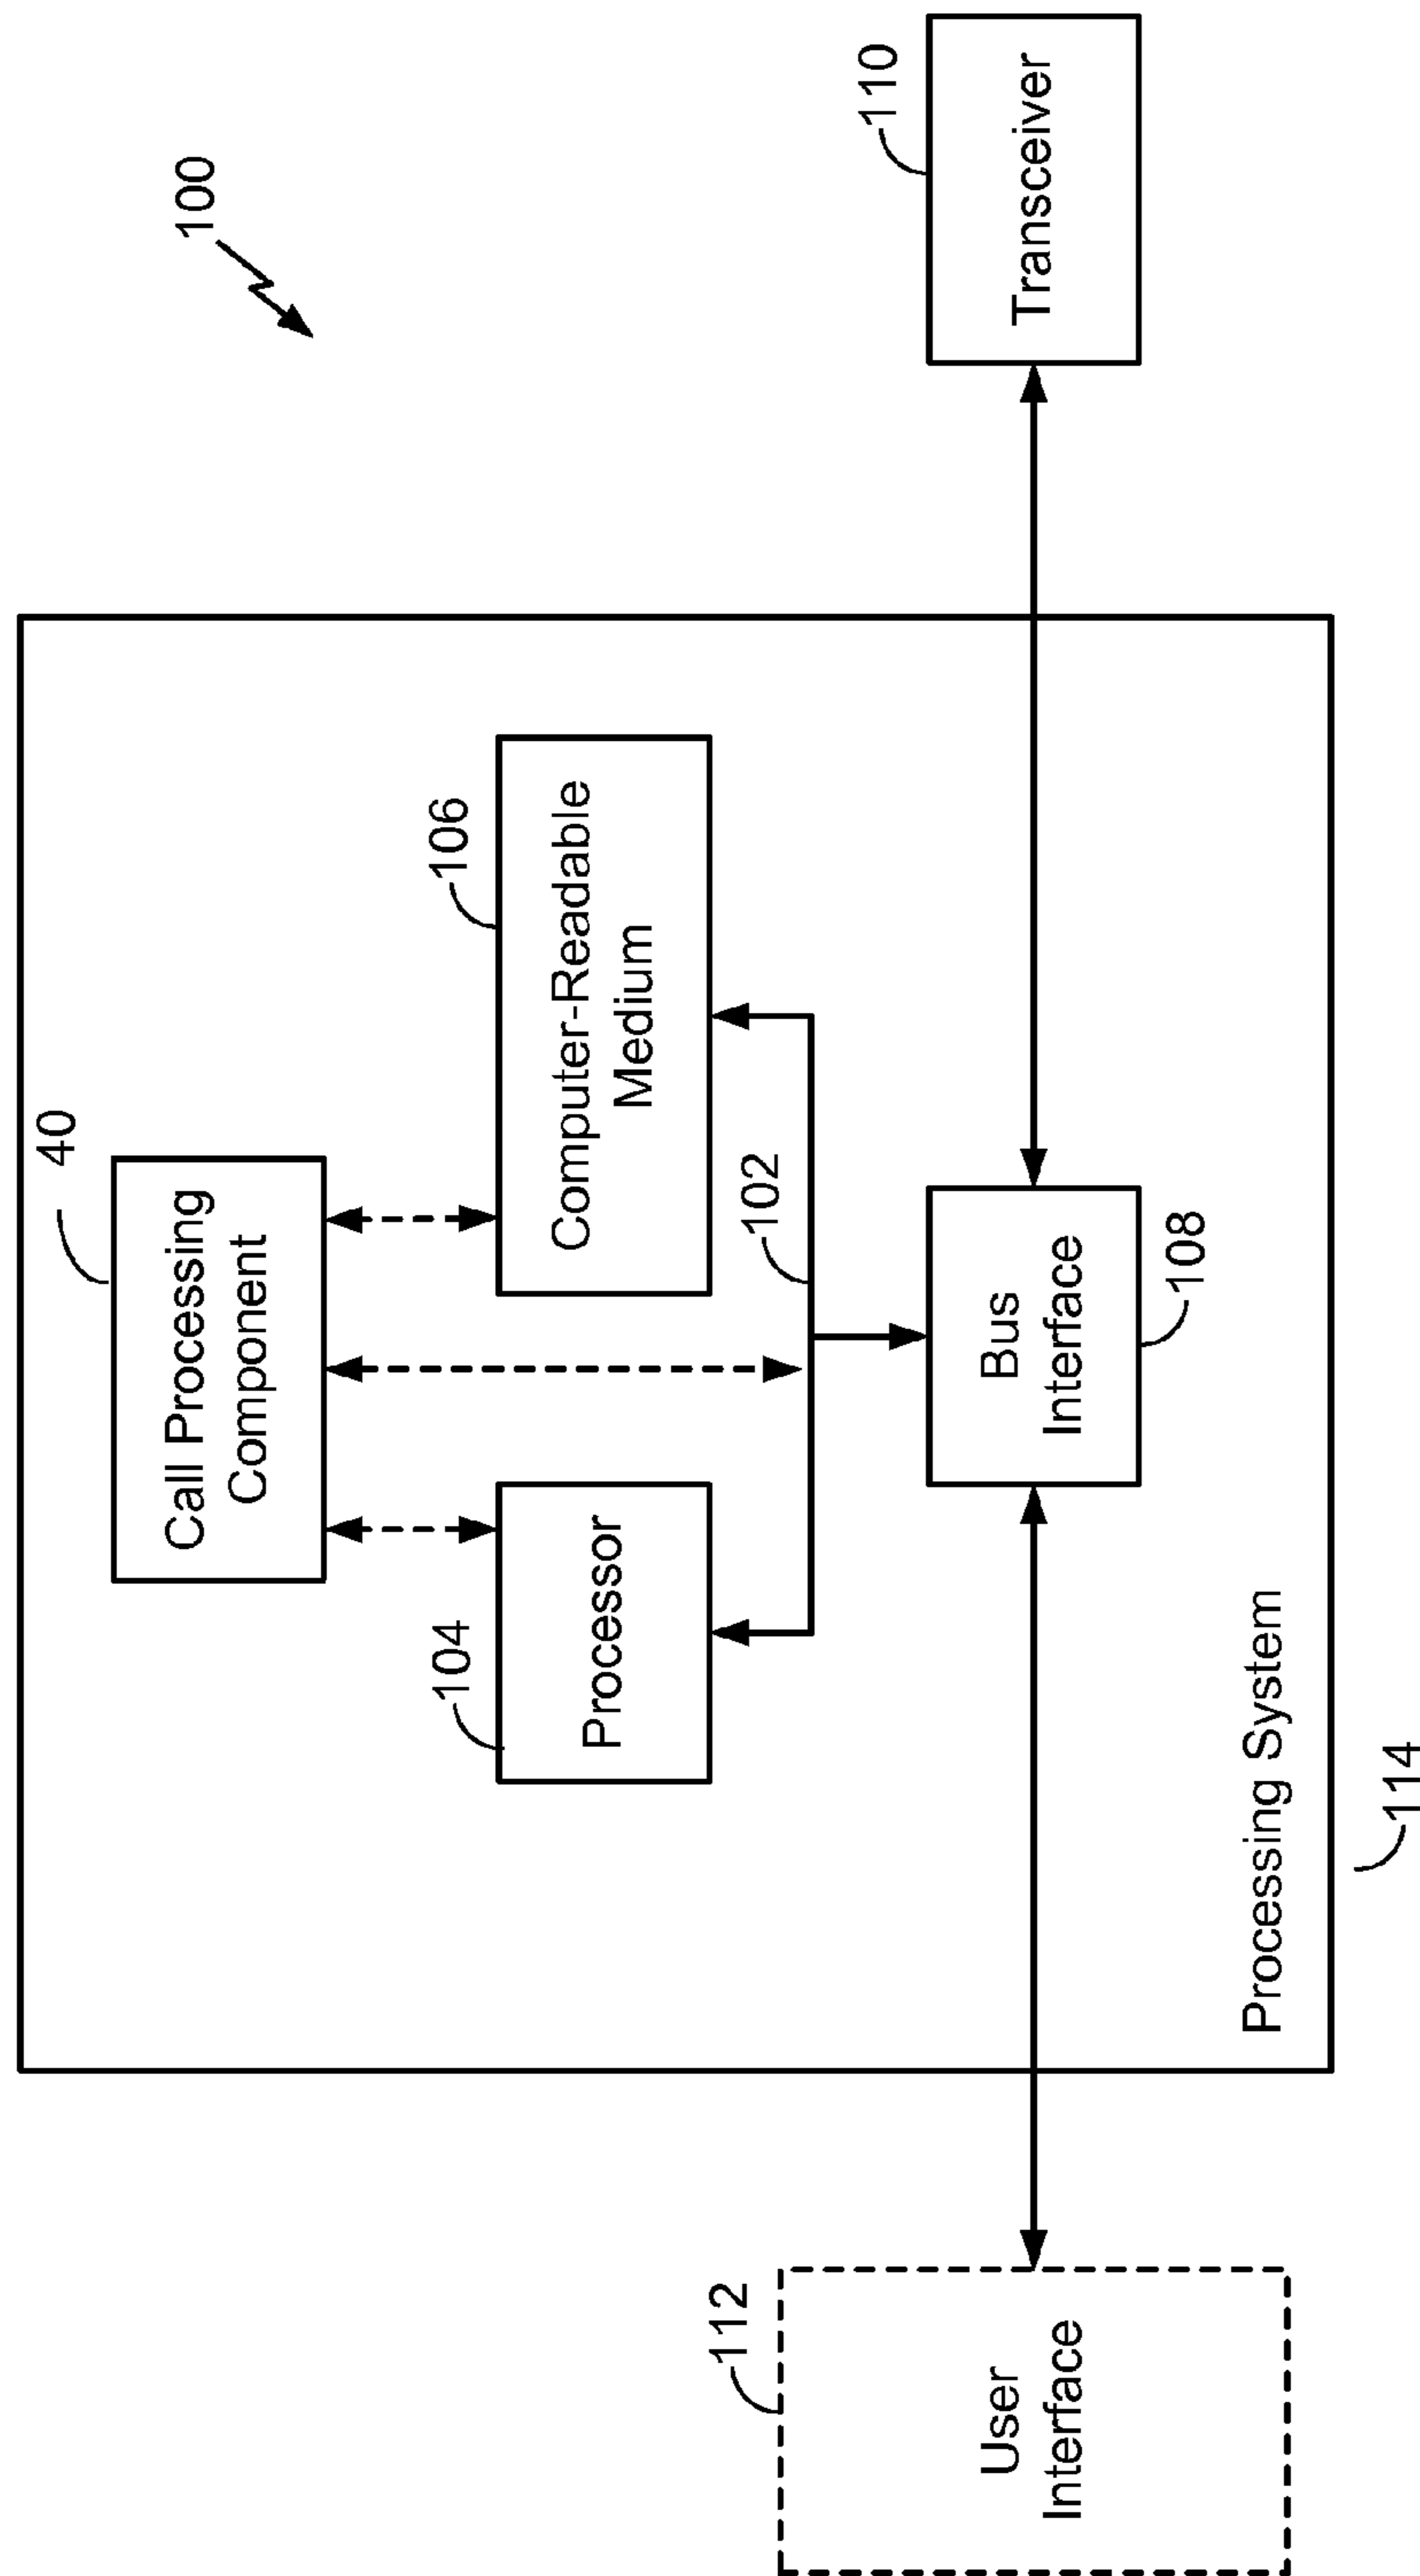 100
40
Call Processing
Component
104
Processor
106
Computer-Readable
Medium
102
112
User
Interface
Bus
Interface
108
110
Transceiver
Processing System
114